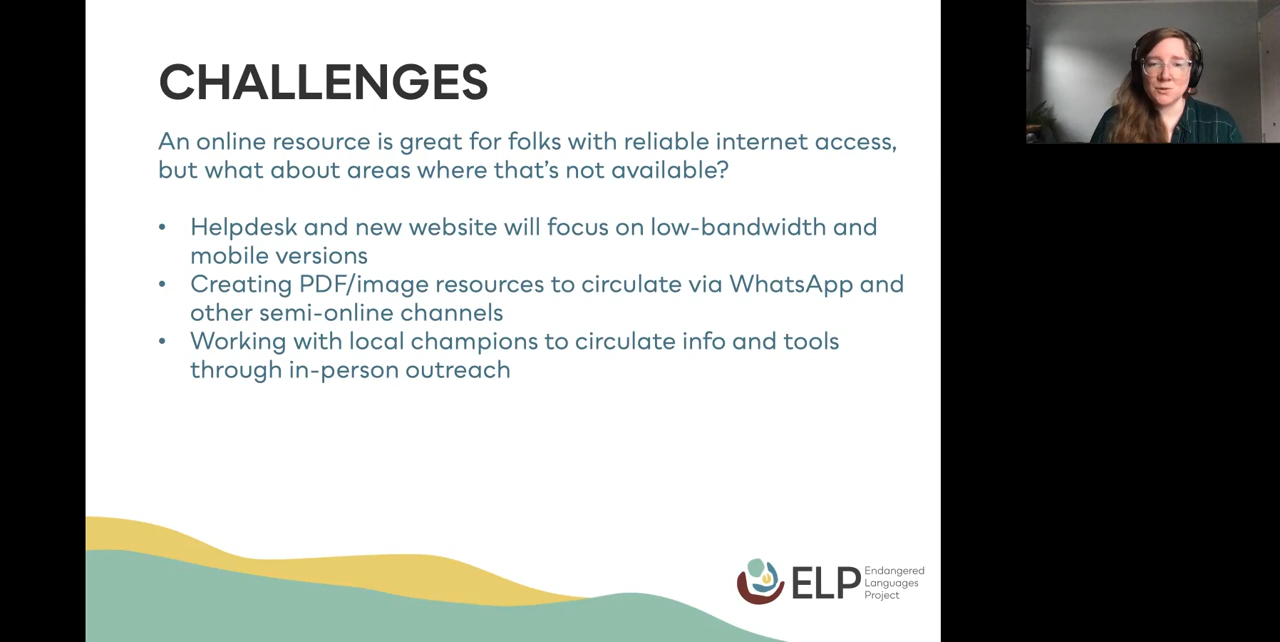 CHALLENGES
An online resource is great for folks with reliable internet access,
but what about areas where that's not available?
• Helpdesk and new website will focus on low-bandwidth and
mobile versions
• Creating PDF/image resources to circulate via WhatsApp and
other semi-online channels
• Working with local champions to circulate info and tools
through in-person outreach
ELP
Endangered
Languages
Project